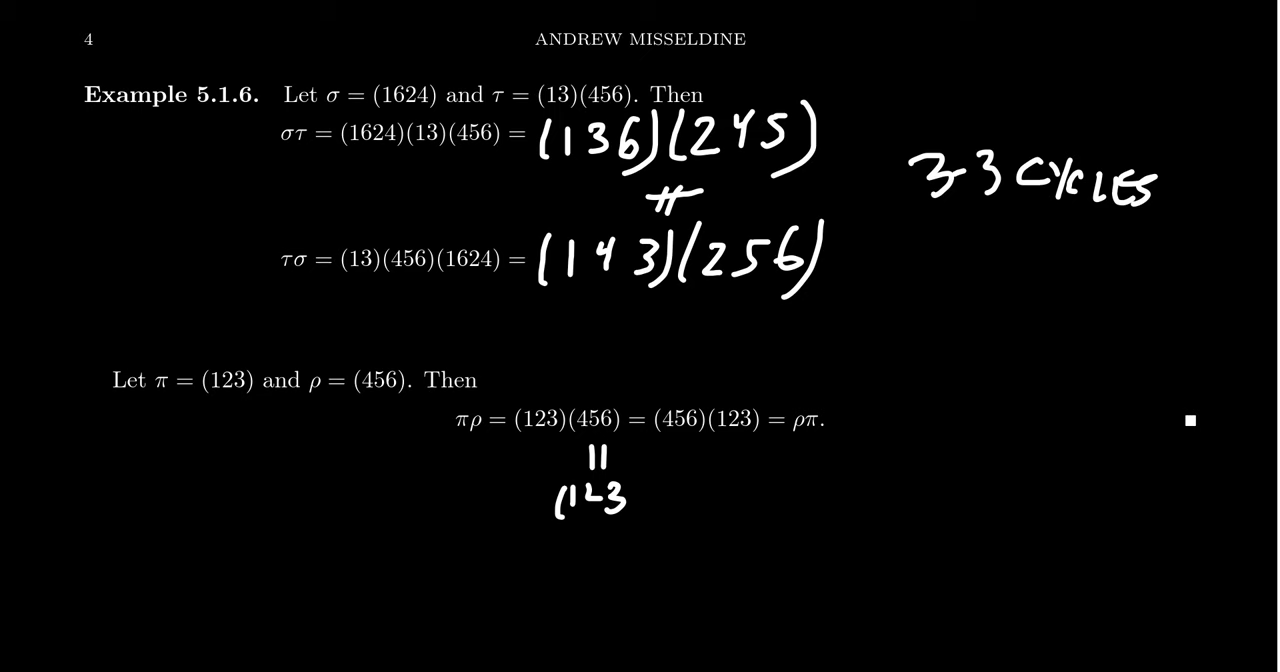 4 ANDREW MISSELDINE
Example 5.1.6. Let σ = (1624) and τ = (13)(456). Then
στ = (1624)(13)(456) = (136)(245)
3-3 CYCLES
≠
τσ = (13)(456)(1624) = (143)(256)
Let π = (123) and ρ = (456). Then
πρ = (123)(456) = (456)(123) = ρπ.
=
(123